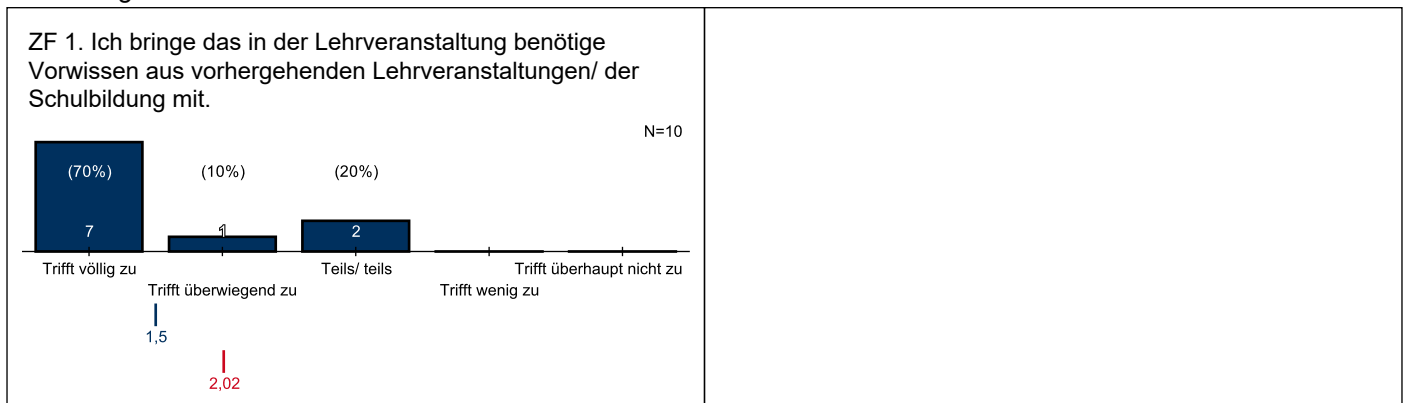 ZF 1. Ich bringe das in der Lehrveranstaltung benötige
Vorwissen aus vorhergehenden Lehrveranstaltungen/ der
Schulbildung mit.
N=10
(70%) (10%) (20%)
7 1 2
Trifft völlig zu Teils/ teils Trifft überhaupt nicht zu
Trifft überwiegend zu Trifft wenig zu
1,5
2,02